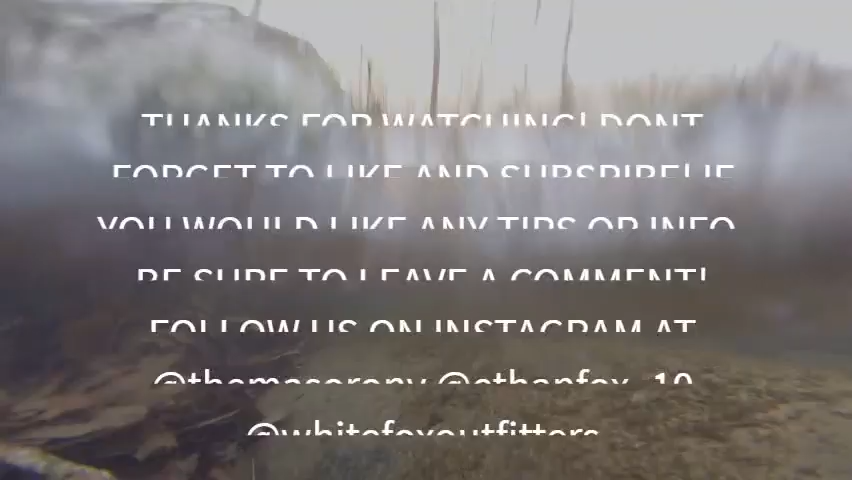 THANKS FOR WATCHING! DONT
FORGET TO LIKE AND SUBSRIBE! IF
YOU WOULD LIKE ANY TIPS OR INFO
BE SURE TO LEAVE A COMMENT!
FOLLOW US ON INSTAGRAM AT
@ethanfox_10
@whitefoxoutfitters